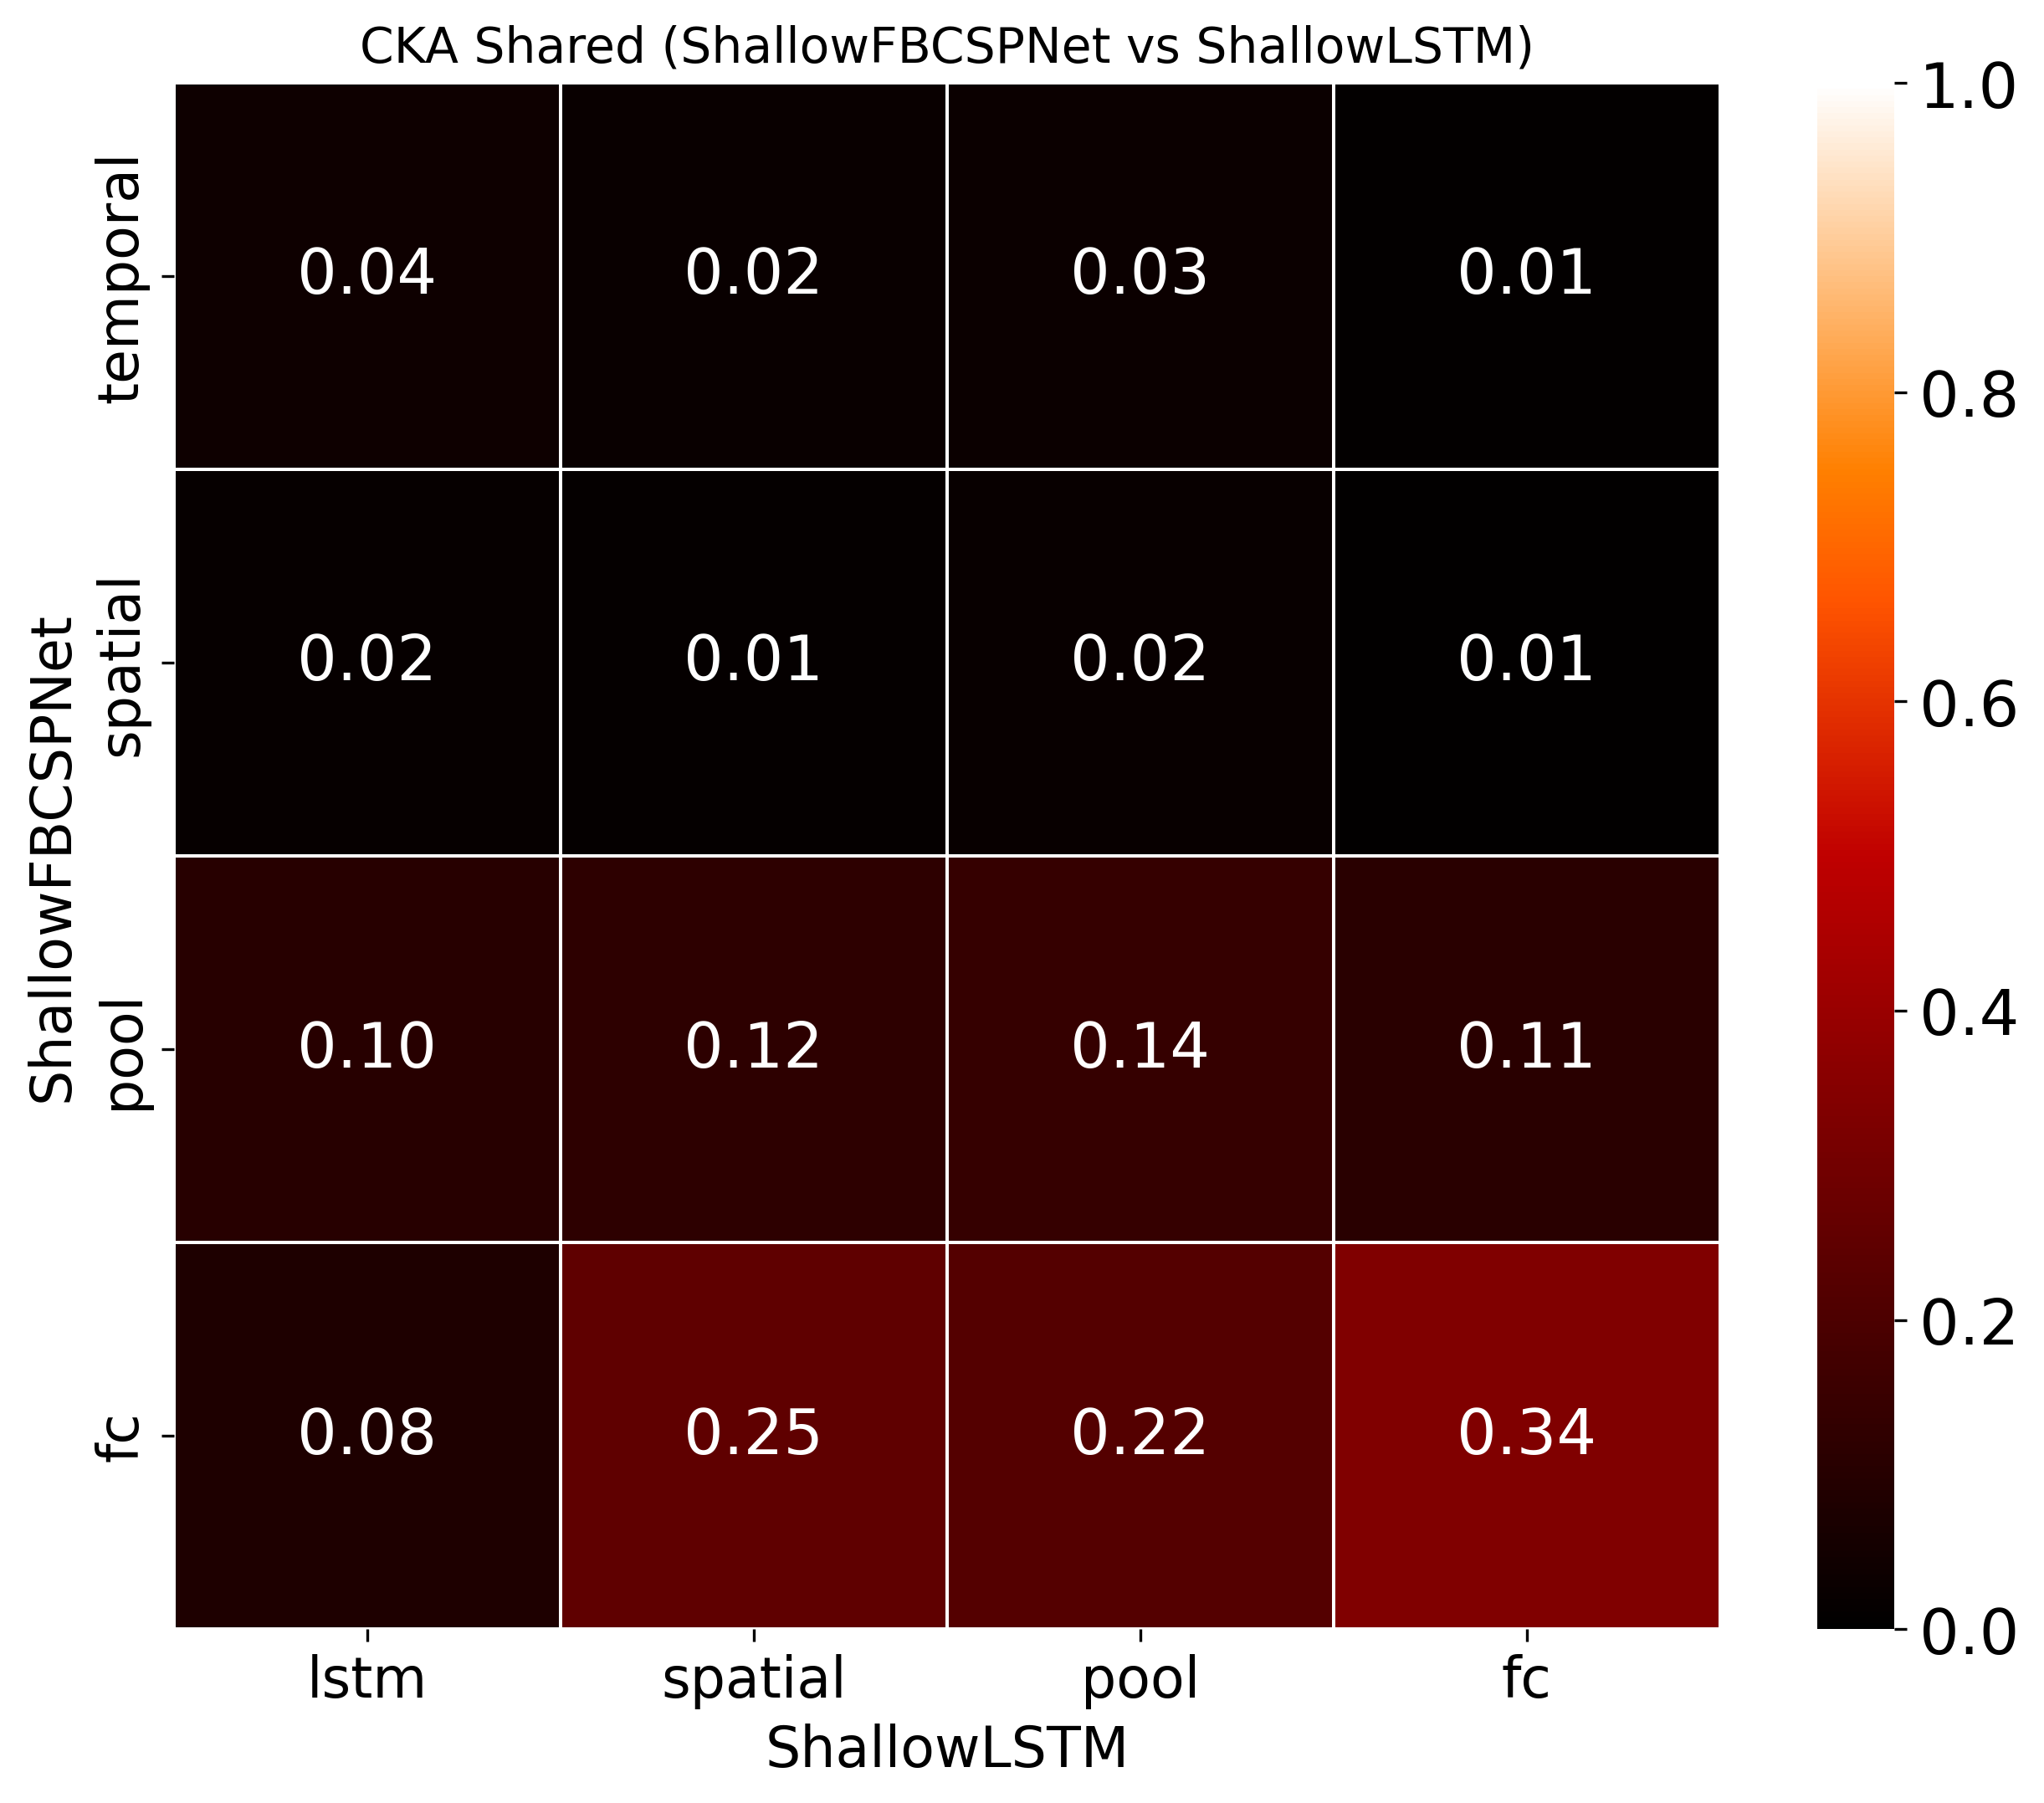 CKA Shared (ShallowFBCSPNet vs ShallowLSTM)
ShallowFBCSPNet
temporal
0.04 0.02 0.03 0.01
spatial
0.02 0.01 0.02 0.01
pool
0.10 0.12 0.14 0.11
fc
0.08 0.25 0.22 0.34
lstm spatial pool fc
ShallowLSTM
1.0
0.8
0.6
0.4
0.2
0.0